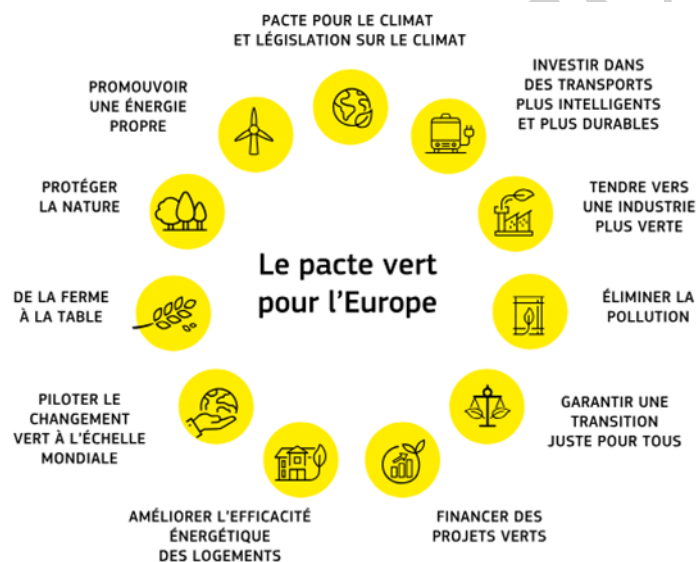 PACTE POUR LE CLIMAT
ET LÉGISLATION SUR LE CLIMAT
INVESTIR DANS
DES TRANSPORTS
PLUS INTELLIGENTS
ET PLUS DURABLES
TENDRE VERS
UNE INDUSTRIE
PLUS VERTE
ÉLIMINER LA
POLLUTION
GARANTIR UNE
TRANSITION
JUSTE POUR TOUS
FINANCER DES
PROJETS VERTS
AMÉLIORER L'EFFICACITÉ
ÉNERGÉTIQUE
DES LOGEMENTS
PILOTER LE
CHANGEMENT
VERT À L'ÉCHELLE
MONDIALE
DE LA FERME
À LA TABLE
PROTÉGER
LA NATURE
PROMOUVOIR
UNE ÉNERGIE
PROPRE
Le pacte vert
pour l'Europe